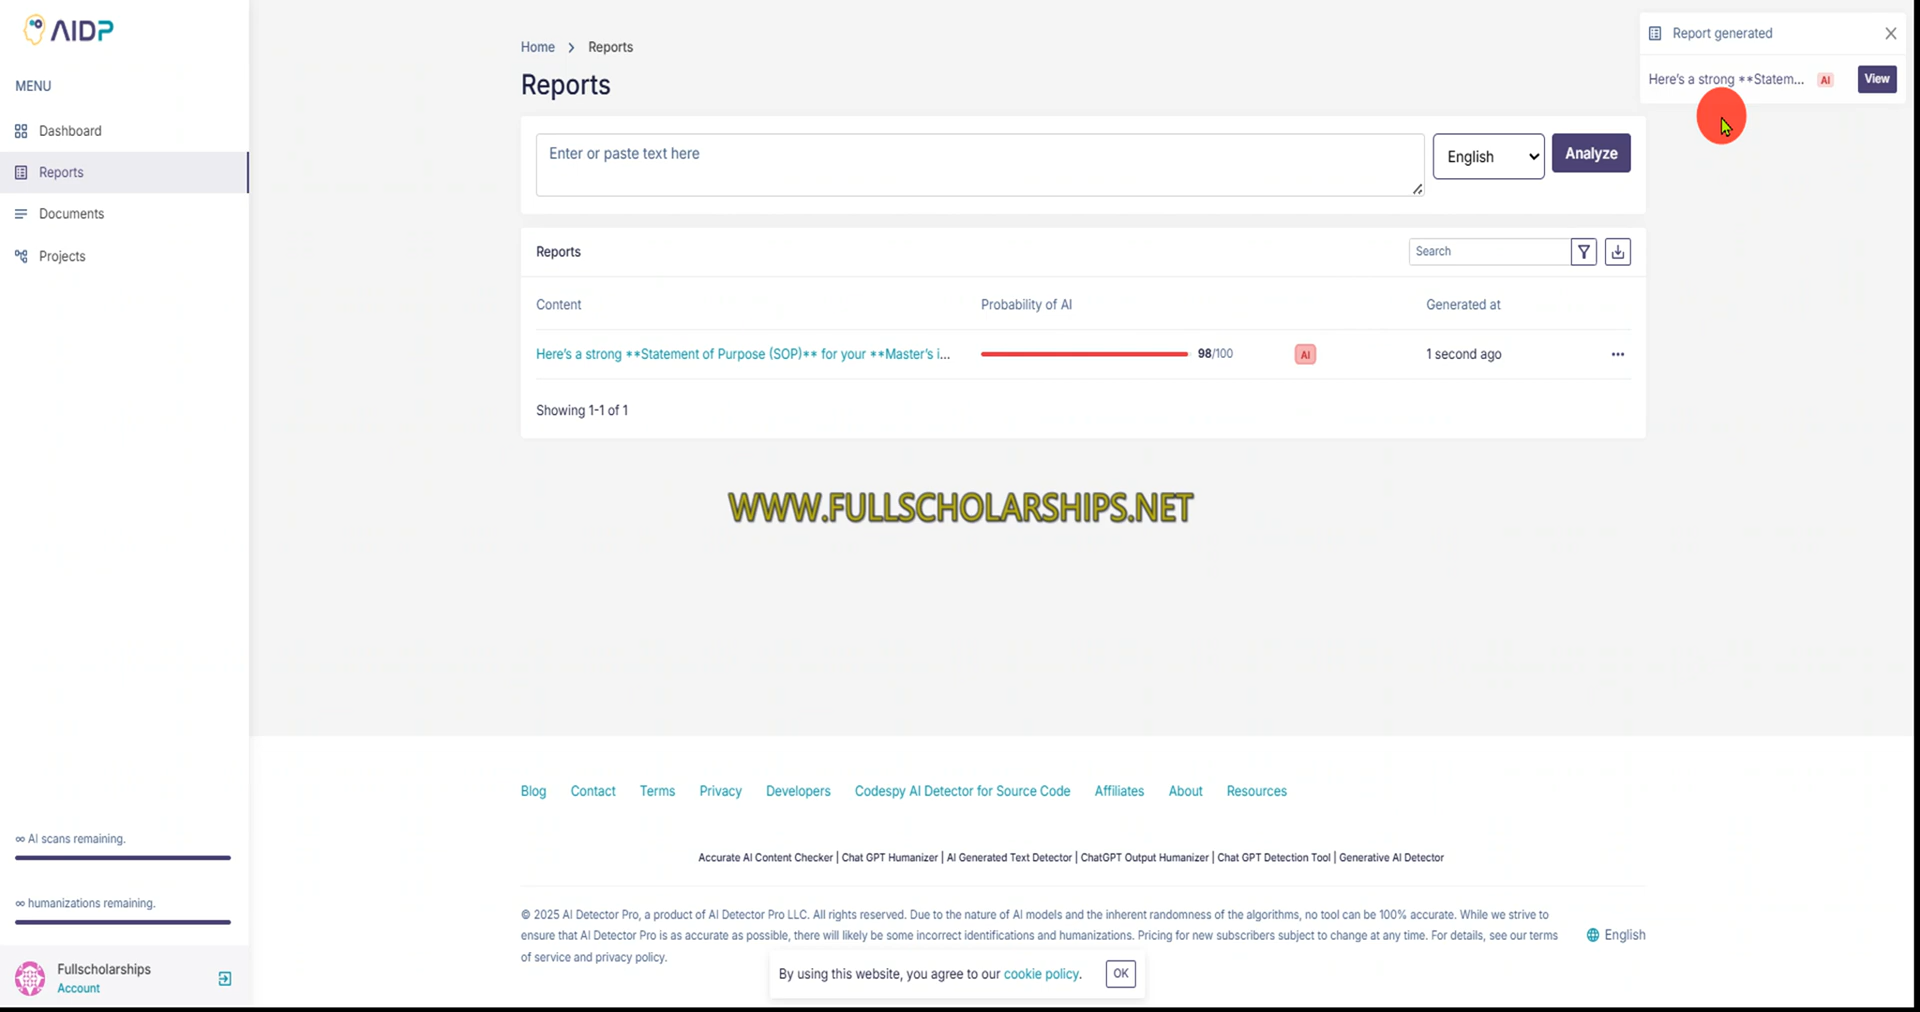 AIDP
MENU
Dashboard
Reports
Documents
Projects
∞ AI scans remaining.
∞ humanizations remaining.
Fullscholarships
Account
Home > Reports
Reports
Enter or paste text here
English
Analyze
Report generated
Here's a strong **Statem... AI View
Reports
Search
Content Probability of AI Generated at
Here's a strong **Statement of Purpose (SOP)** for your **Master's i... 98/100 AI 1 second ago
Showing 1-1 of 1
WWW.FULLSCHOLARSHIPS.NET
Blog Contact Terms Privacy Developers Codespy AI Detector for Source Code Affiliates About Resources
Accurate AI Content Checker | Chat GPT Humanizer | AI Generated Text Detector | ChatGPT Output Humanizer | Chat GPT Detection Tool | Generative AI Detector
© 2025 AI Detector Pro, a product of AI Detector Pro LLC. All rights reserved. Due to the nature of AI models and the inherent randomness of the algorithms, no tool can be 100% accurate. While we strive to
ensure that AI Detector Pro is as accurate as possible, there will likely be some incorrect identifications and humanizations. Pricing for new subscribers subject to change at any time. For details, see our terms
of service and privacy policy.
English
By using this website, you agree to our cookie policy. OK